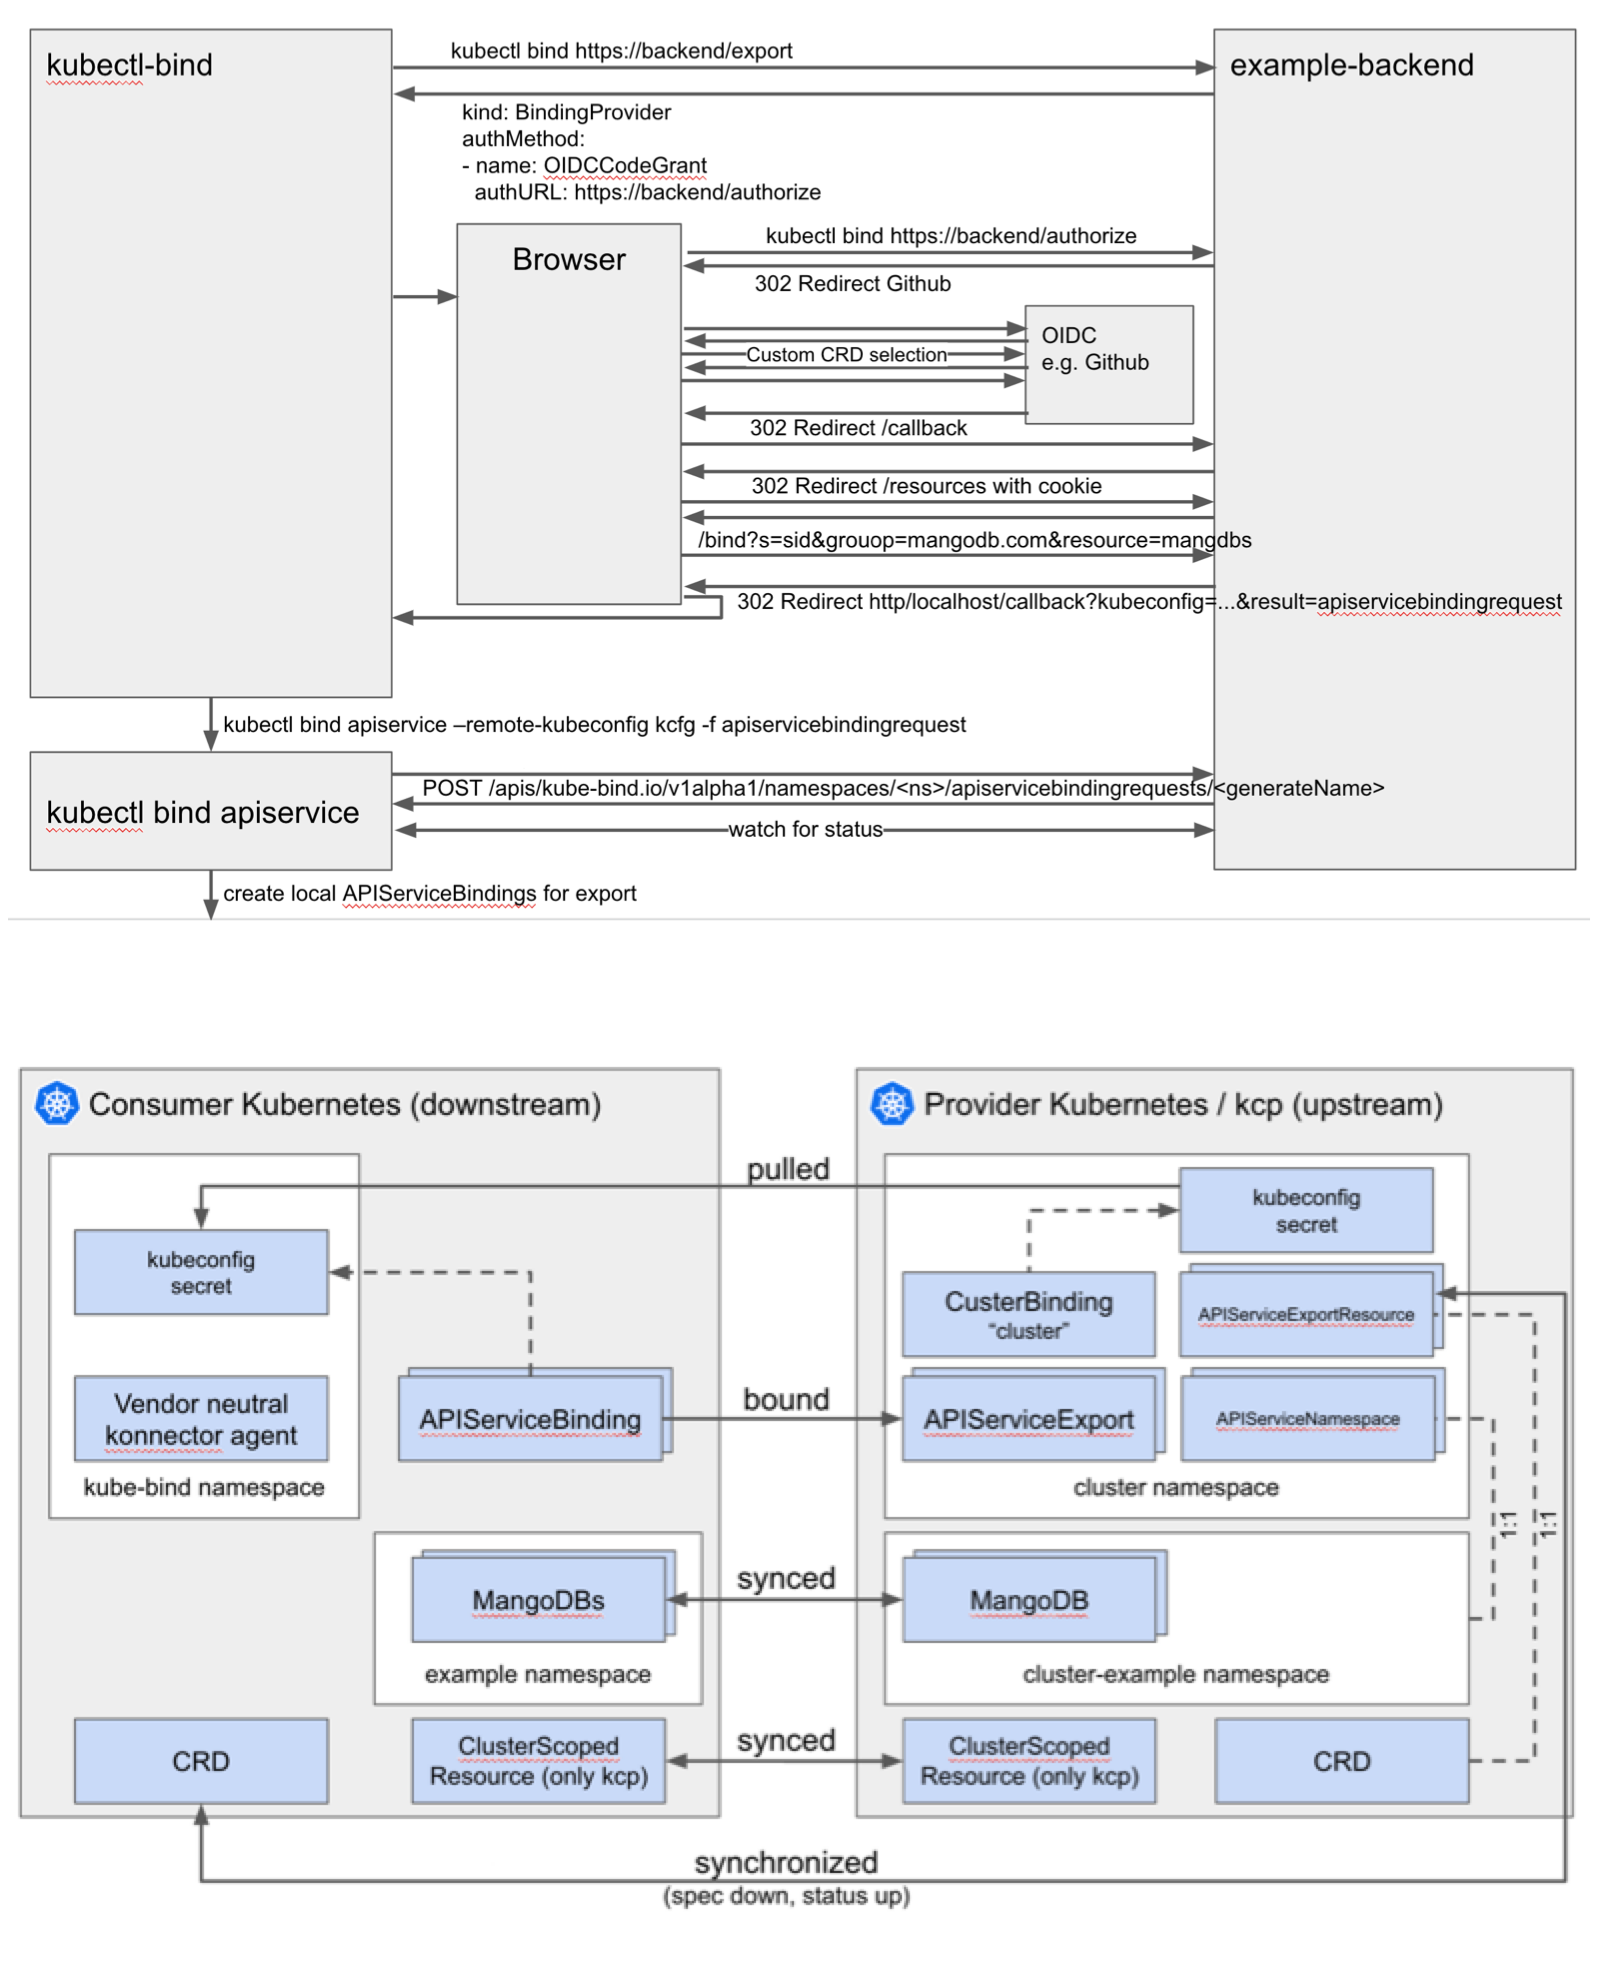 kubectl-bind
kubectl bind https://backend/export
example-backend
kind: BindingProvider
authMethod:
- name: OIDCCodeGrant
authURL: https://backend/authorize
Browser
kubectl bind https://backend/authorize
302 Redirect Github
OIDC
e.g. Github
Custom CRD selection
302 Redirect /callback
302 Redirect /resources with cookie
/bind?s=sid&grouop=mangodb.com&resource=mangdbs
302 Redirect http/localhost/callback?kubeconfig=...&result=apiservicebindingrequest
kubectl bind apiservice –remote-kubeconfig kcfg -f apiservicebindingrequest
kubectl bind apiservice
POST /apis/kube-bind.io/v1alpha1/namespaces/<ns>/apiservicebindingrequests/<generateName>
watch for status
create local APIServiceBindings for export
Consumer Kubernetes (downstream)
Provider Kubernetes / kcp (upstream)
pulled
kubeconfig
secret
kubeconfig
secret
CusterBinding
“cluster”
APIServiceExportResource
Vendor neutral
konnector agent
kube-bind namespace
APIServiceBinding
bound
APIServiceExport
APIServiceNamespace
cluster namespace
1:1
1:1
MangoDBs
example namespace
synced
MangoDB
cluster-example namespace
CRD
ClusterScoped
Resource (only kcp)
synced
ClusterScoped
Resource (only kcp)
CRD
synchronized
(spec down, status up)